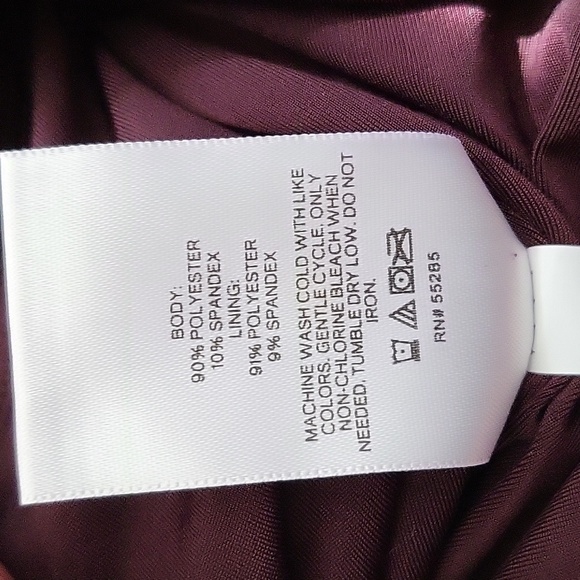 BODY:
90% POLYESTER
10% SPANDEX
LINING:
91% POLYESTER
9% SPANDEX
MACHINE WASH COLD WITH LIKE
COLORS. GENTLE CYCLE. ONLY
NON-CHLORINE BLEACH WHEN
NEEDED. TUMBLE DRY LOW. DO NOT
IRON.
RN# 55285